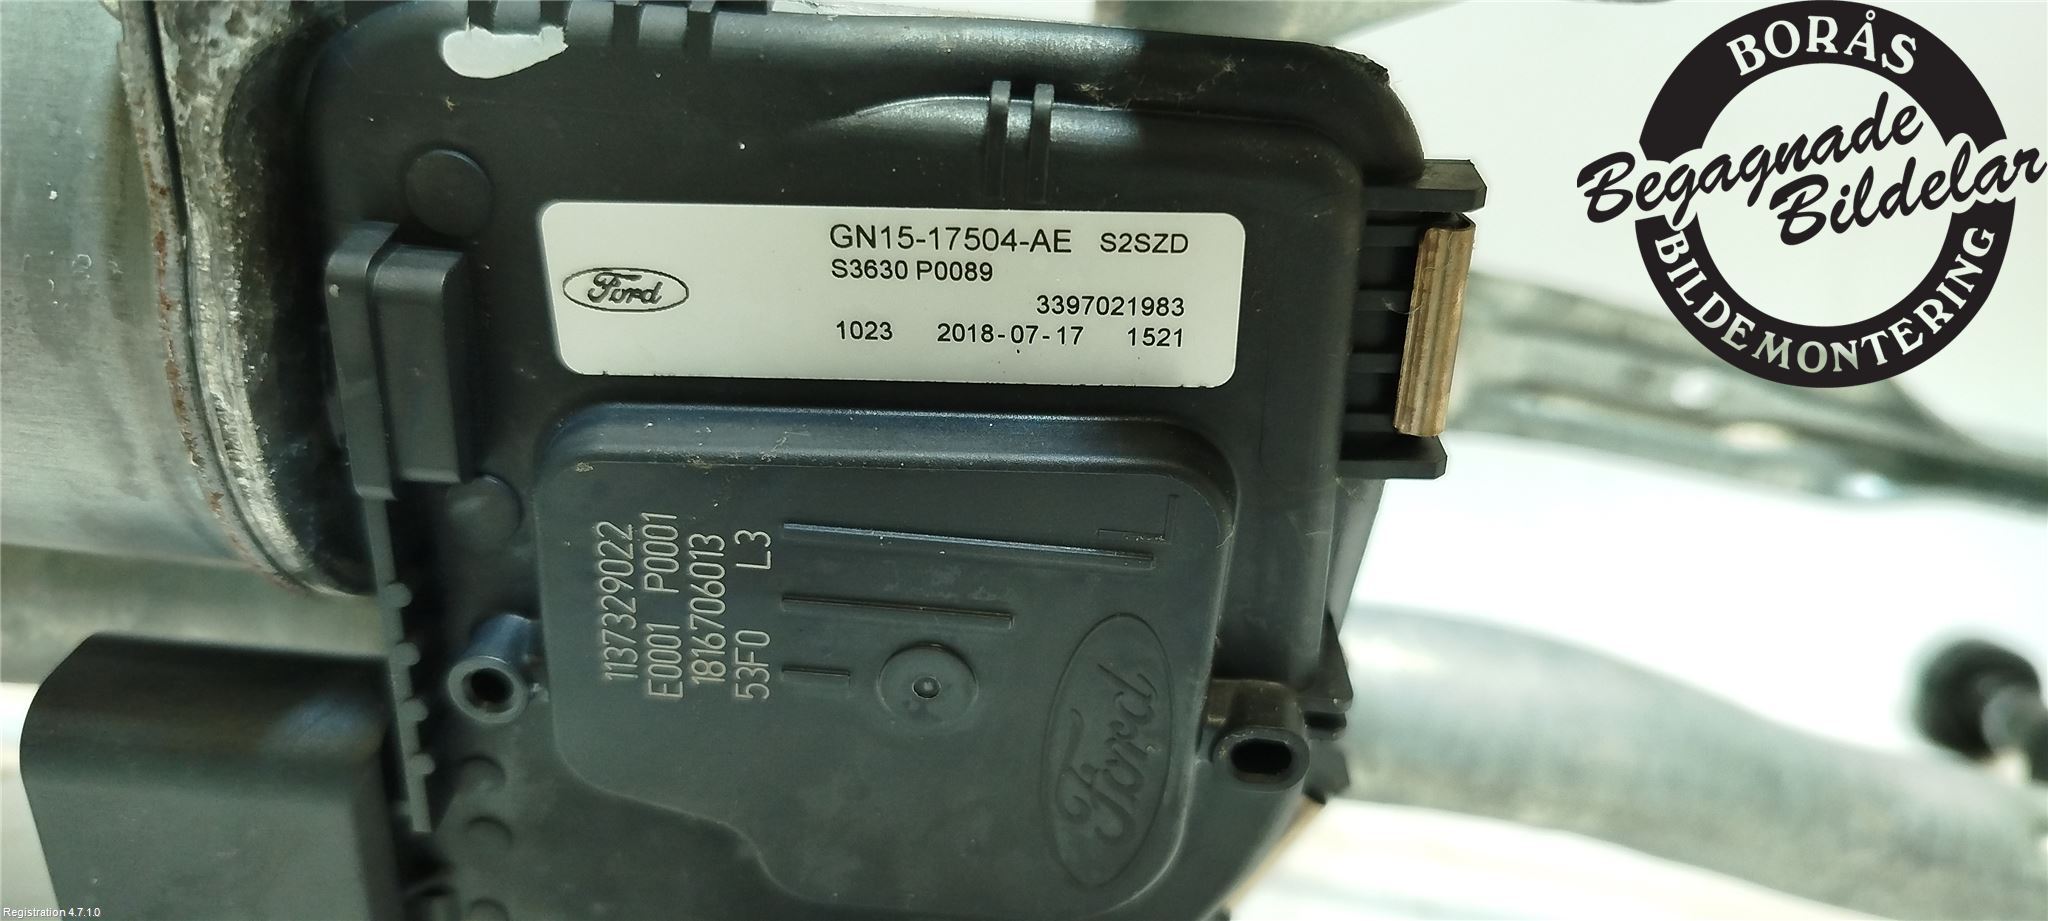 BORÅS
Begagnade
Bildelar
BILDEMONTERING
GN15-17504-AE S2SZD
S3630 P0089
Ford
3397021983
1023 2018-07-17 1521
1137329022
E0001 P0001
1816706013
53F0 L3
L
Ford
Registration 4.7.1.0